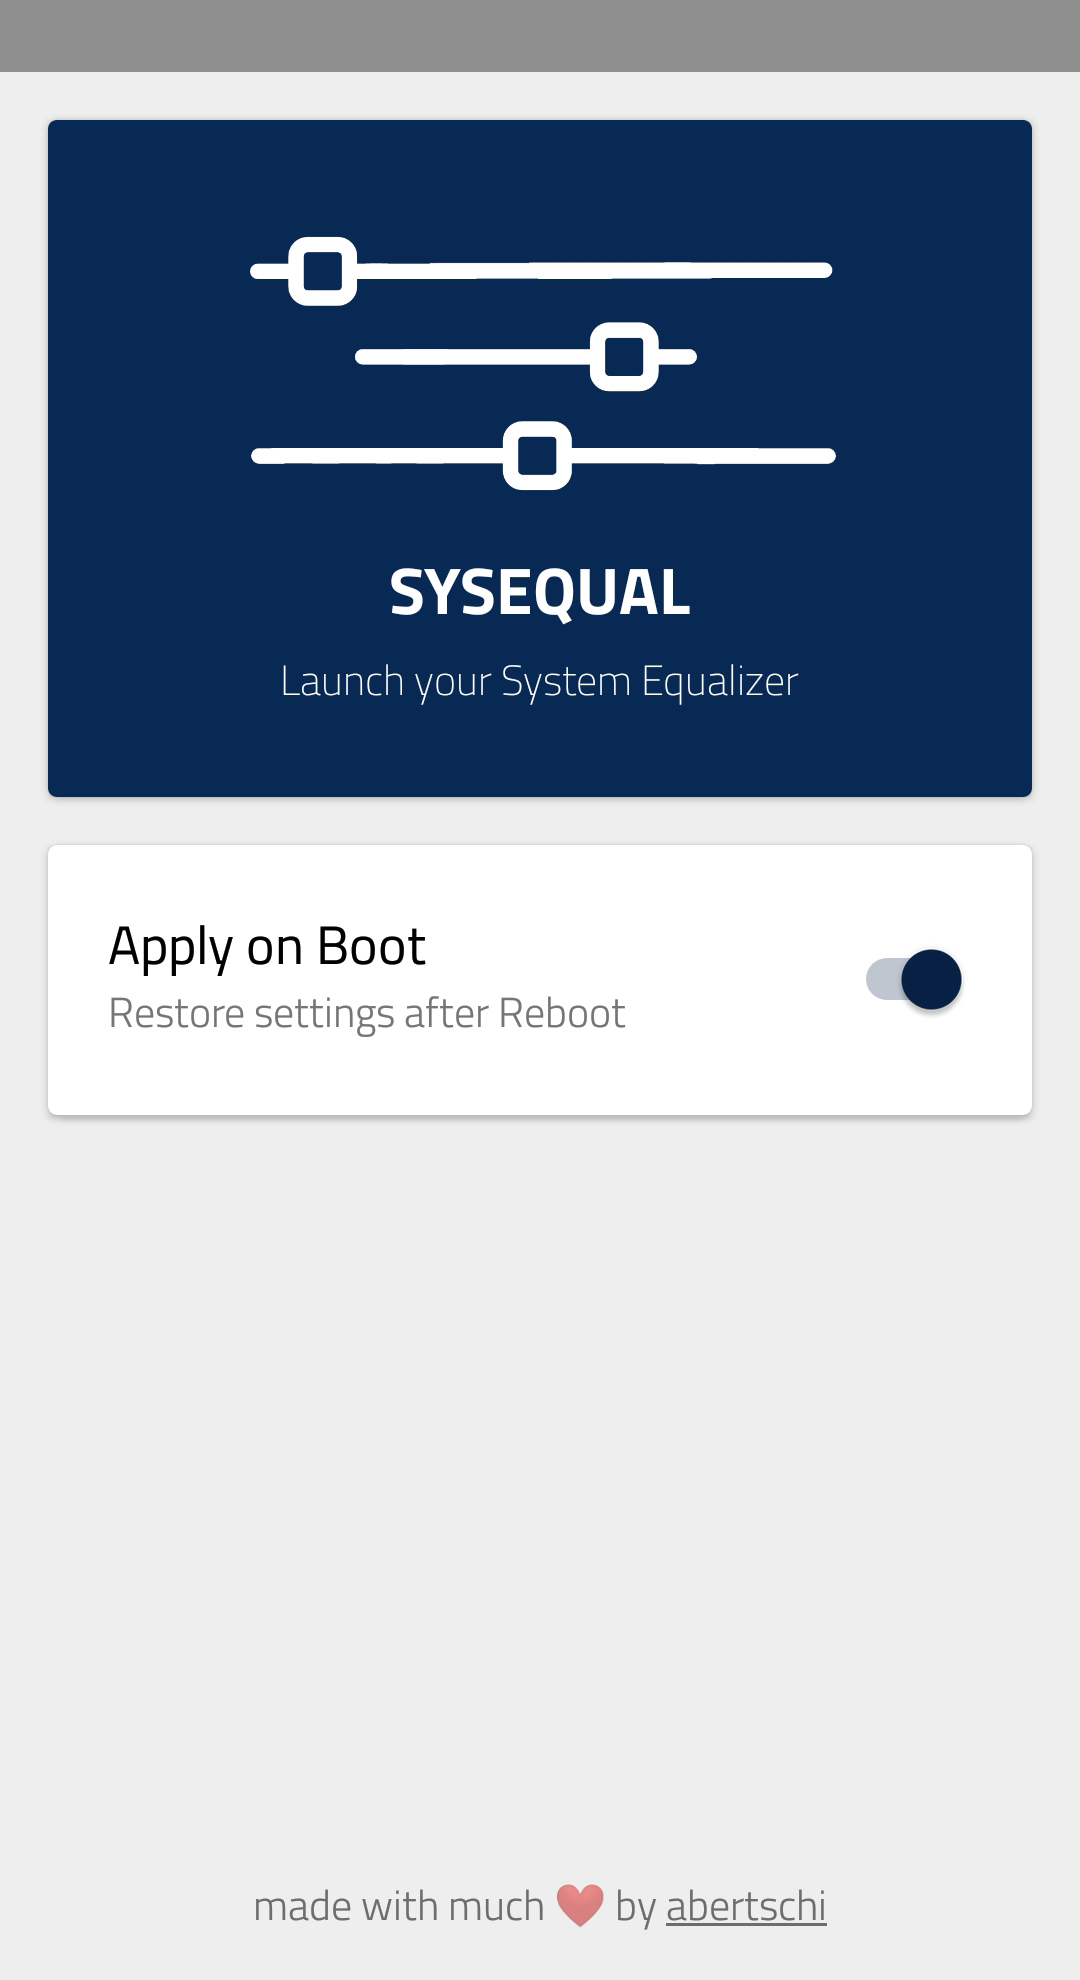 SYSEQUAL
Launch your System Equalizer
Apply on Boot
Restore settings after Reboot
made with much ❤️ by abertschi